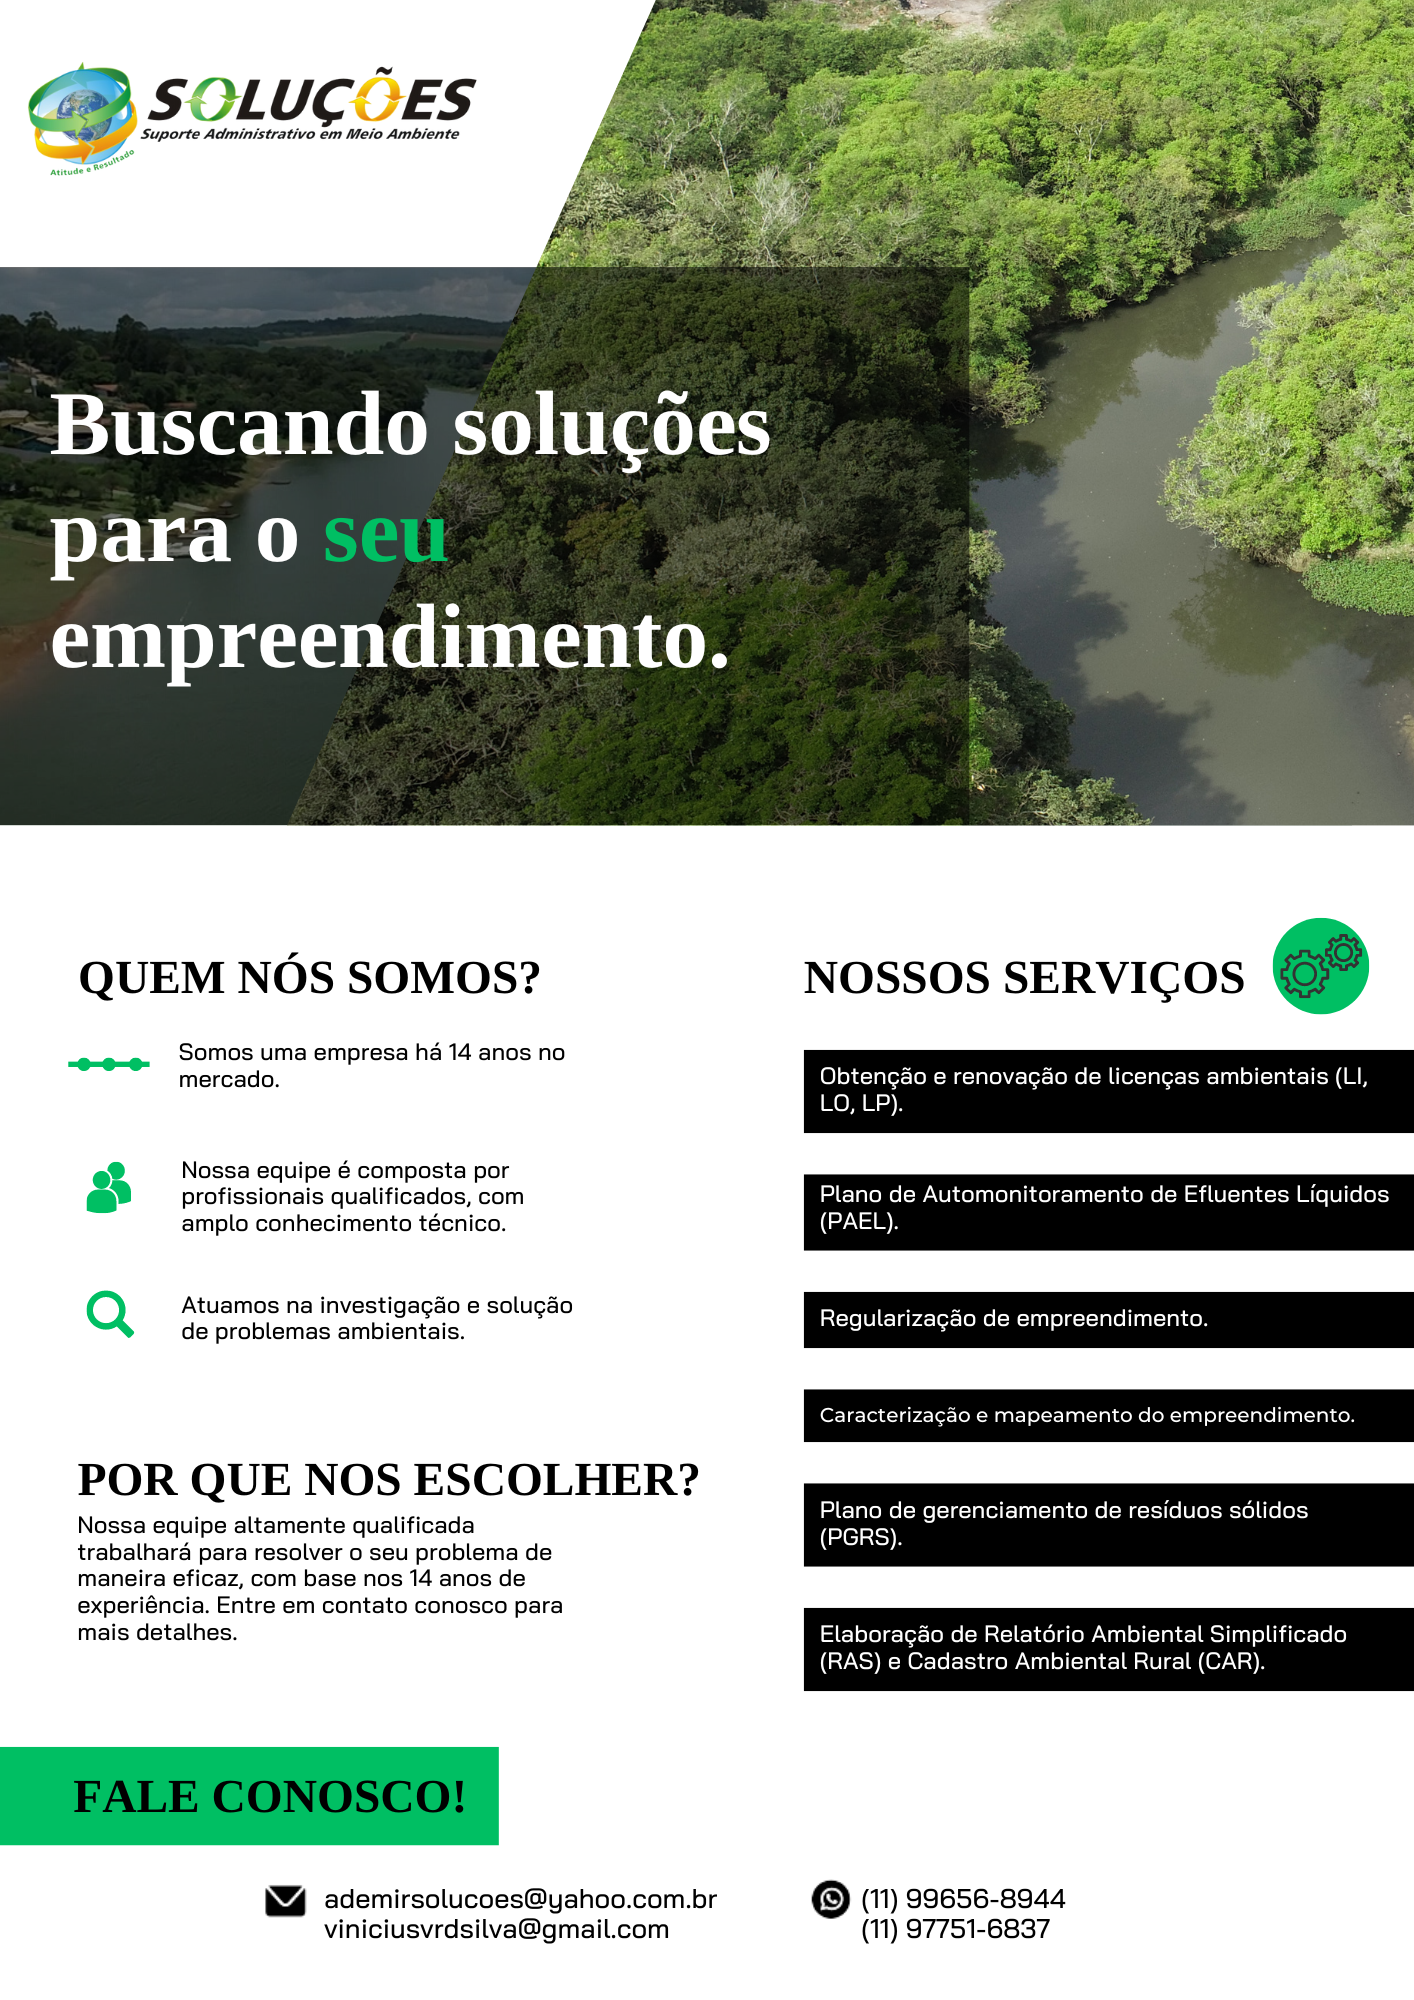 SOLUÇÕES
Suporte Administrativo em Meio Ambiente
Atitude e Resultado
Buscando soluções
para o seu
empreendimento.
QUEM NÓS SOMOS?
Somos uma empresa há 14 anos no
mercado.
Nossa equipe é composta por
profissionais qualificados, com
amplo conhecimento técnico.
Atuamos na investigação e solução
de problemas ambientais.
POR QUE NOS ESCOLHER?
Nossa equipe altamente qualificada
trabalhará para resolver o seu problema de
maneira eficaz, com base nos 14 anos de
experiência. Entre em contato conosco para
mais detalhes.
NOSSOS SERVIÇOS
Obtenção e renovação de licenças ambientais (LI,
LO, LP).
Plano de Automonitoramento de Efluentes Líquidos
(PAEL).
Regularização de empreendimento.
Caracterização e mapeamento do empreendimento.
Plano de gerenciamento de resíduos sólidos
(PGRS).
Elaboração de Relatório Ambiental Simplificado
(RAS) e Cadastro Ambiental Rural (CAR).
FALE CONOSCO!
ademirsolucoes@yahoo.com.br
viniciusvrdsilva@gmail.com
(11) 99656-8944
(11) 97751-6837